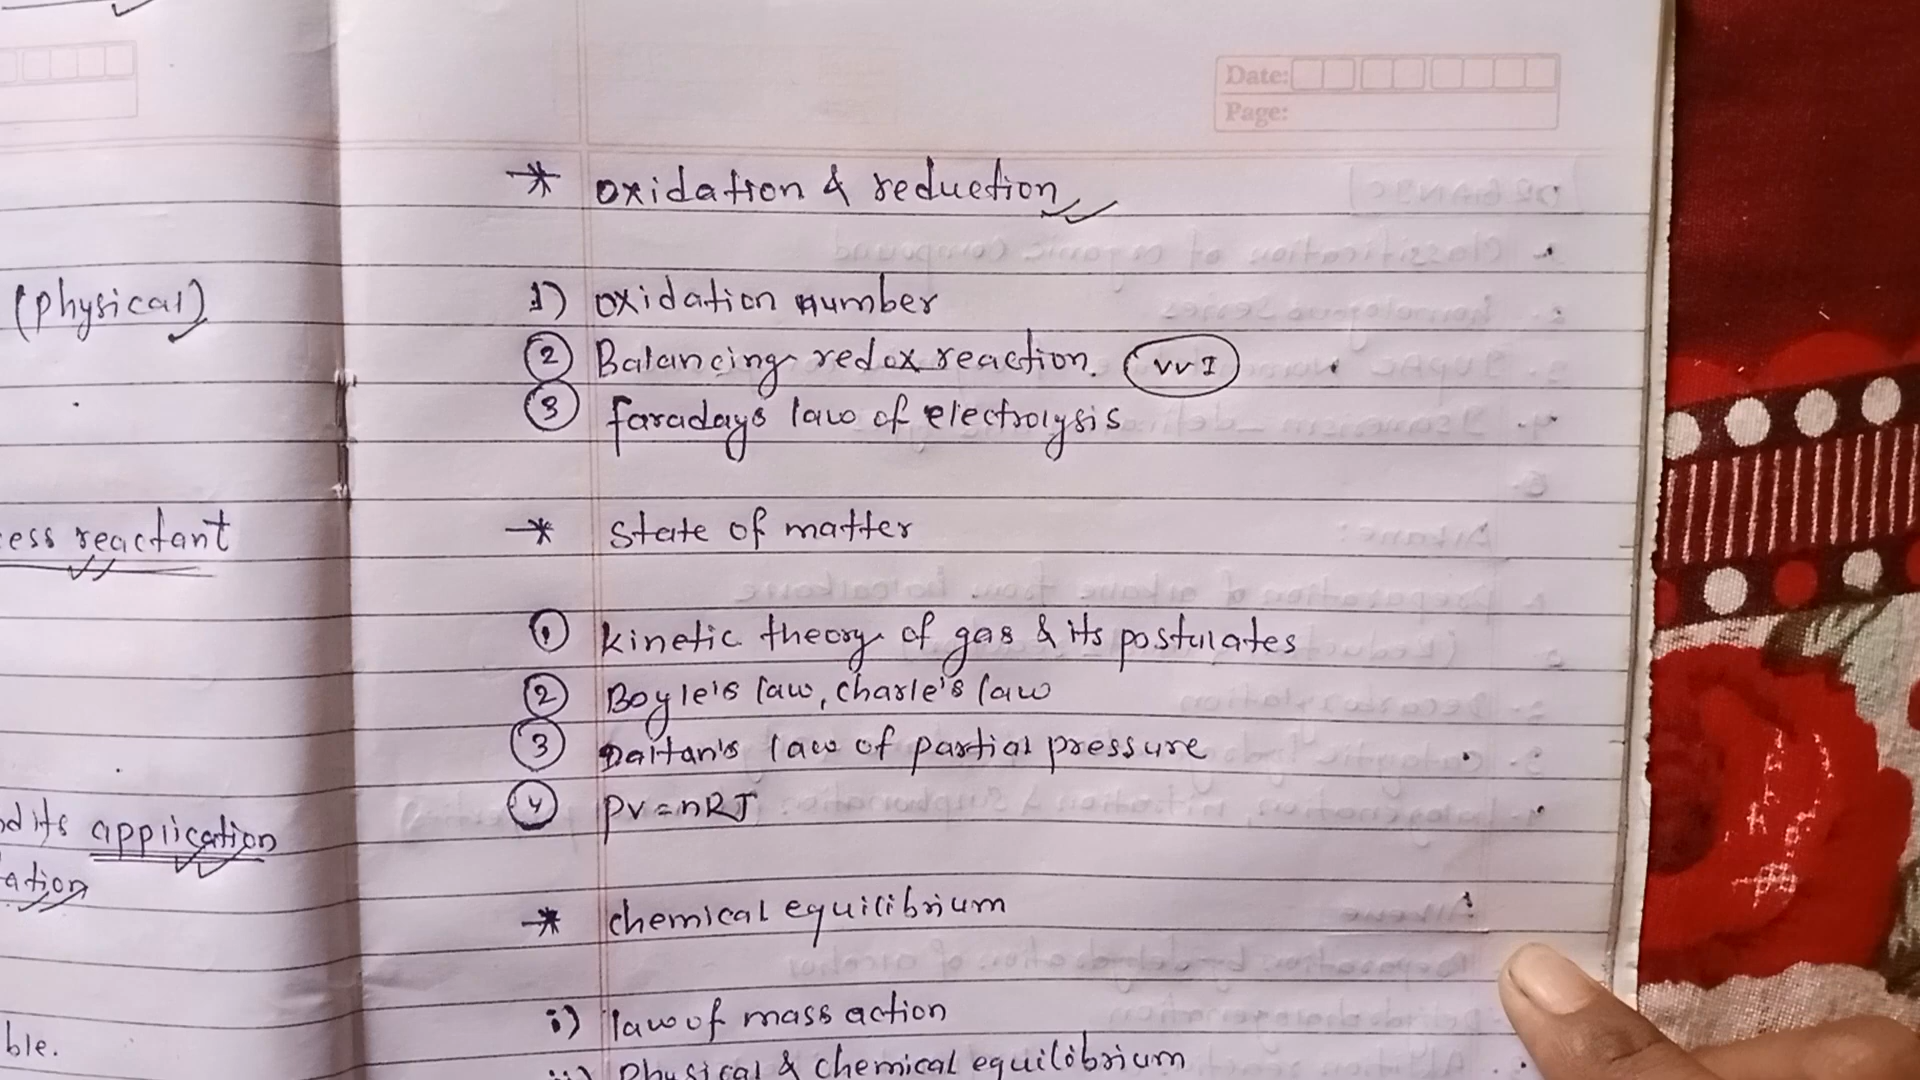 (physical)
ess reactant
d its application
ation
ble.
Date:
Page:
* oxidation & reduction
1) oxidation number
② Balancing redox reaction. (vvI)
③ faradays law of electrolysis
* state of matter
① kinetic theory of gas & its postulates
② Boyle's law, charle's law
③ Daltan's law of partial pressure
④ PV=nRT
* chemical equilibrium
i) law of mass action
ii) physical & chemical equilibrium